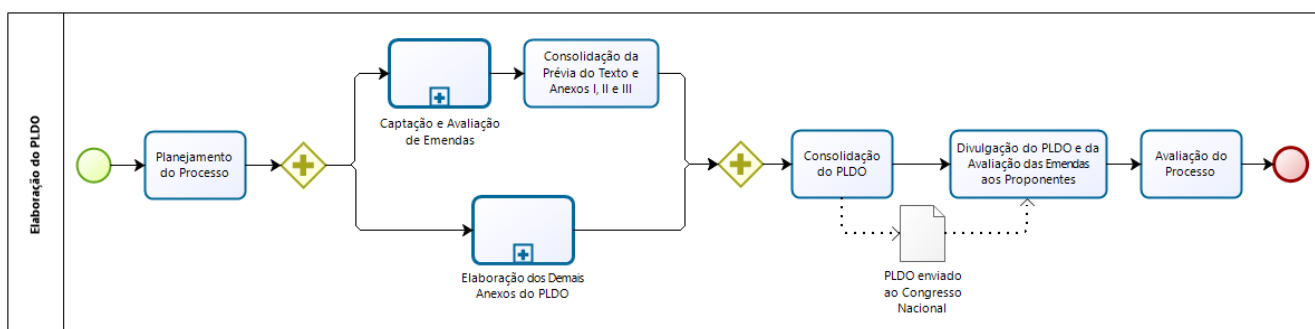 Elaboração do PLDO
Planejamento
do Processo
Captação e Avaliação
de Emendas
Consolidação da
Prévia do Texto e
Anexos I, II e III
Elaboração dos Demais
Anexos do PLDO
Consolidação
do PLDO
PLDO enviado
ao Congresso
Nacional
Divulgação do PLDO e da
Avaliação das Emendas
aos Proponentes
Avaliação do
Processo